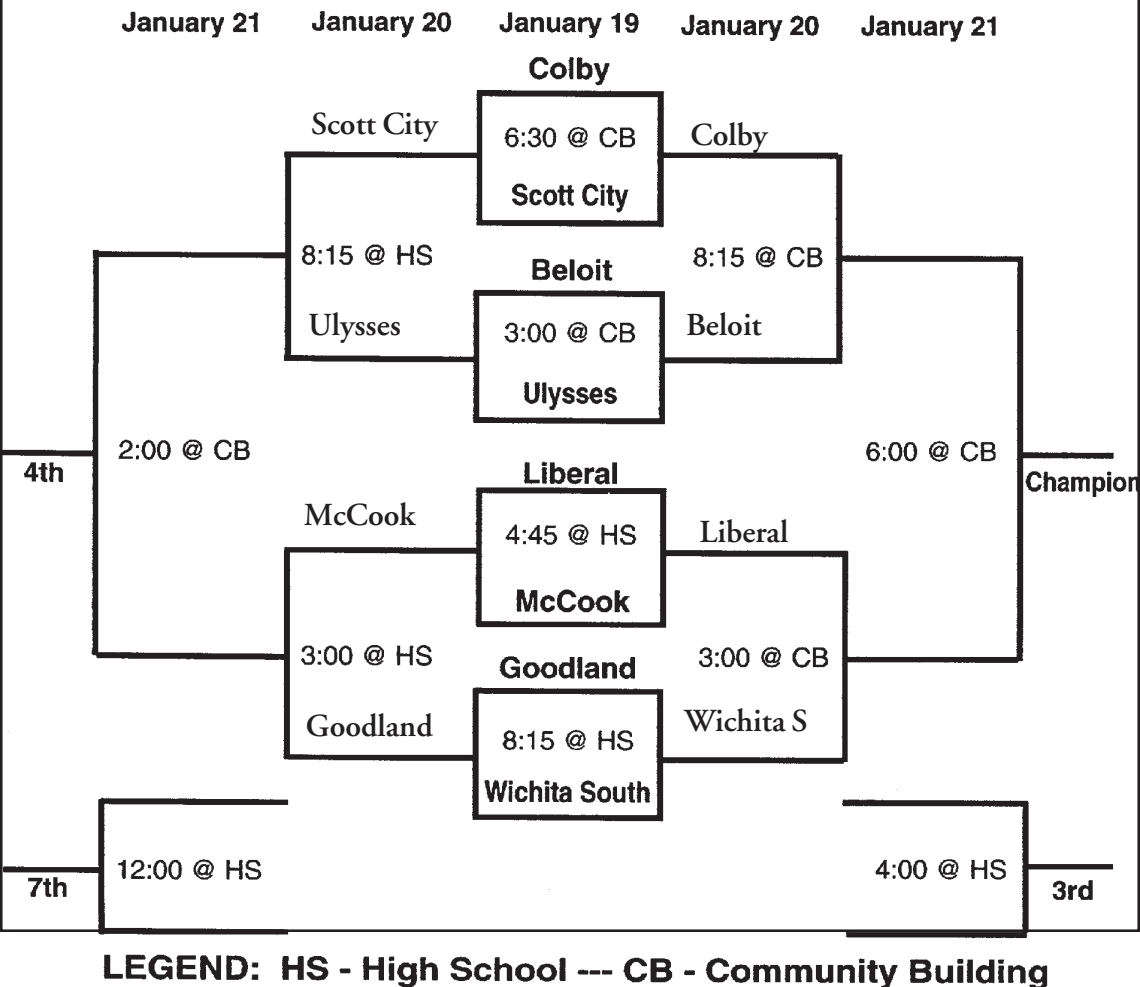 January 21 January 20 January 19 January 20 January 21
Colby
Scott City 6:30 @ CB Colby
Scott City
8:15 @ HS Beloit 8:15 @ CB
Ulysses 3:00 @ CB Beloit
Ulysses
2:00 @ CB 6:00 @ CB
4th Liberal Champion
McCook 4:45 @ HS Liberal
McCook
3:00 @ HS Goodland 3:00 @ CB
Goodland 8:15 @ HS Wichita S
Wichita South
12:00 @ HS 4:00 @ HS
7th 3rd
LEGEND: HS - High School --- CB - Community Building